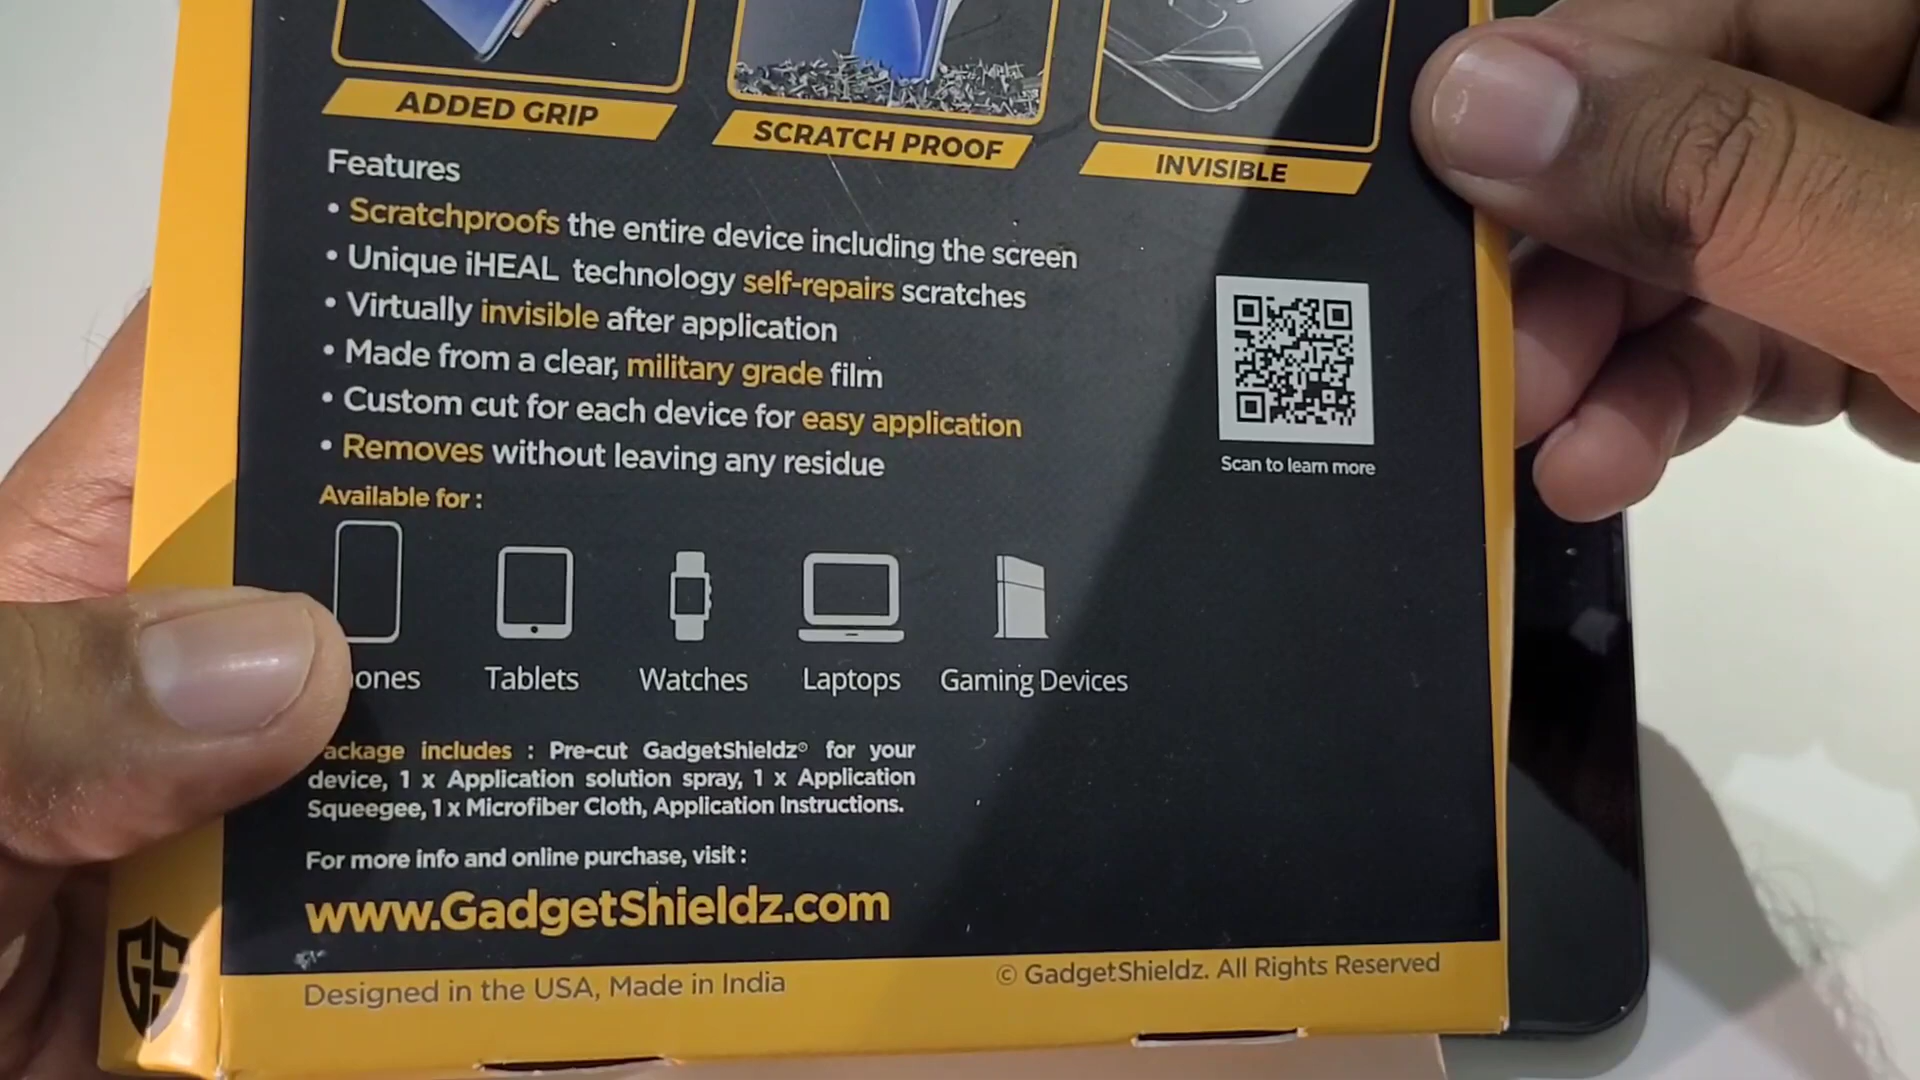 ADDED GRIP
SCRATCH PROOF
INVISIBLE
Features
• Scratchproofs the entire device including the screen
• Unique iHEAL technology self-repairs scratches
• Virtually invisible after application
• Made from a clear, military grade film
• Custom cut for each device for easy application
• Removes without leaving any residue
Scan to learn more
Available for :
ones
Tablets
Watches
Laptops
Gaming Devices
ackage includes : Pre-cut GadgetShieldz® for your
device, 1 x Application solution spray, 1 x Application
Squeegee, 1 x Microfiber Cloth, Application Instructions.
For more info and online purchase, visit :
www.GadgetShieldz.com
GS
Designed in the USA, Made in India
© GadgetShieldz. All Rights Reserved